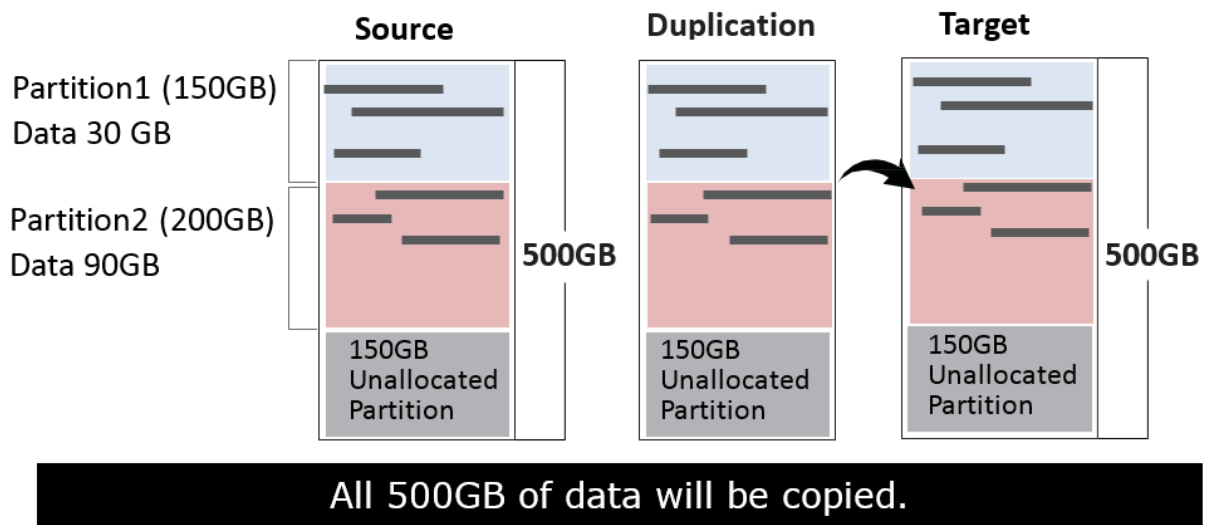 Source
Duplication
Target
Partition1 (150GB)
Data 30 GB
Partition2 (200GB)
Data 90GB
500GB
500GB
150GB
Unallocated
Partition
150GB
Unallocated
Partition
150GB
Unallocated
Partition
All 500GB of data will be copied.